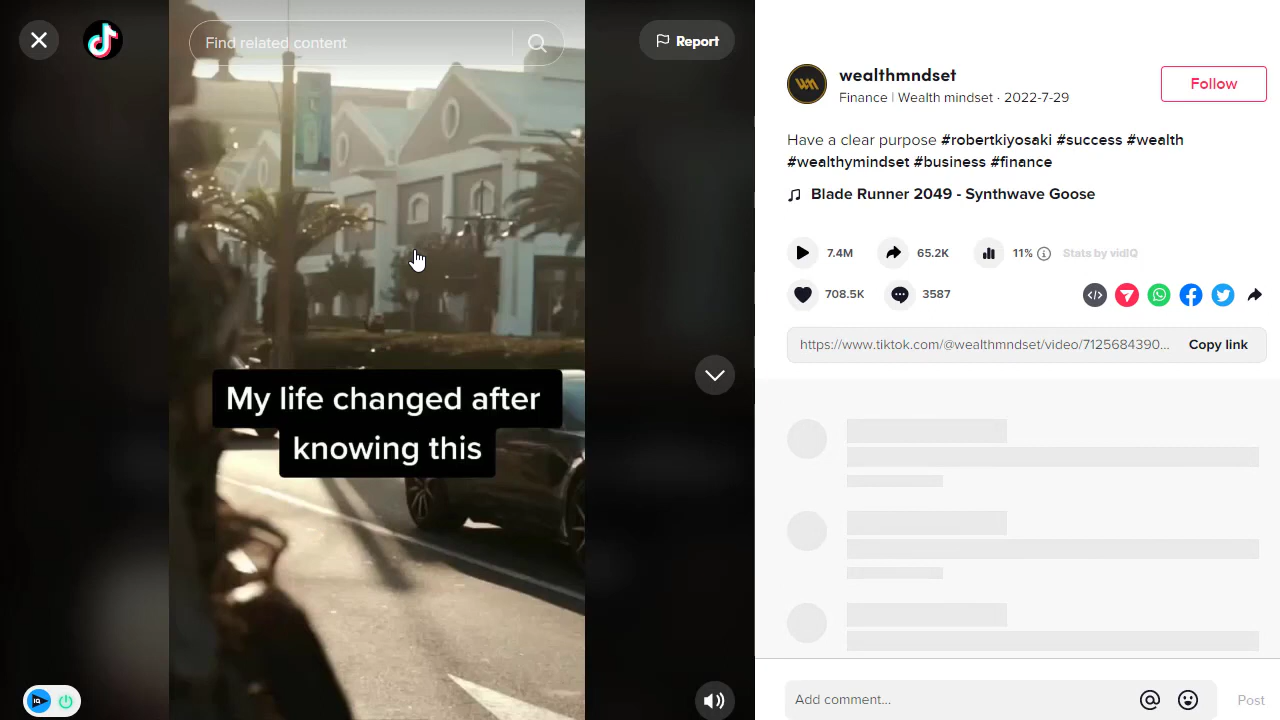 Find related content
Report
My life changed after
knowing this
wealthmndset
Finance | Wealth mindset · 2022-7-29
Follow
Have a clear purpose #robertkiyosaki #success #wealth
#wealthymindset #business #finance
Blade Runner 2049 - Synthwave Goose
7.4M
65.2K
11%
Stats by vidIQ
708.5K
3587
https://www.tiktok.com/@wealthmndset/video/7125684390...
Copy link
Add comment...
Post